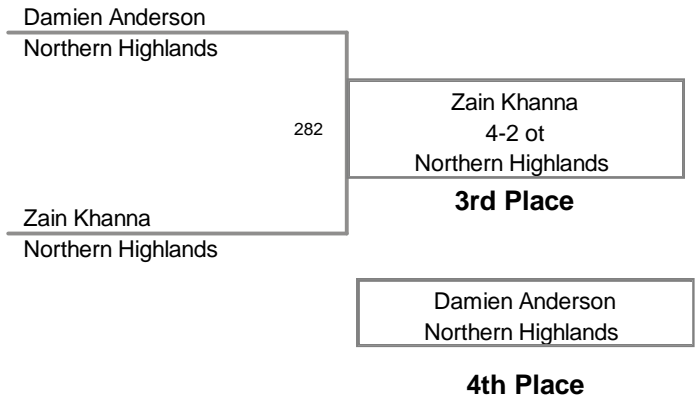 Damien Anderson
Northern Highlands
282
Zain Khanna
4-2 ot
Northern Highlands
3rd Place
Zain Khanna
Northern Highlands
Damien Anderson
Northern Highlands
4th Place